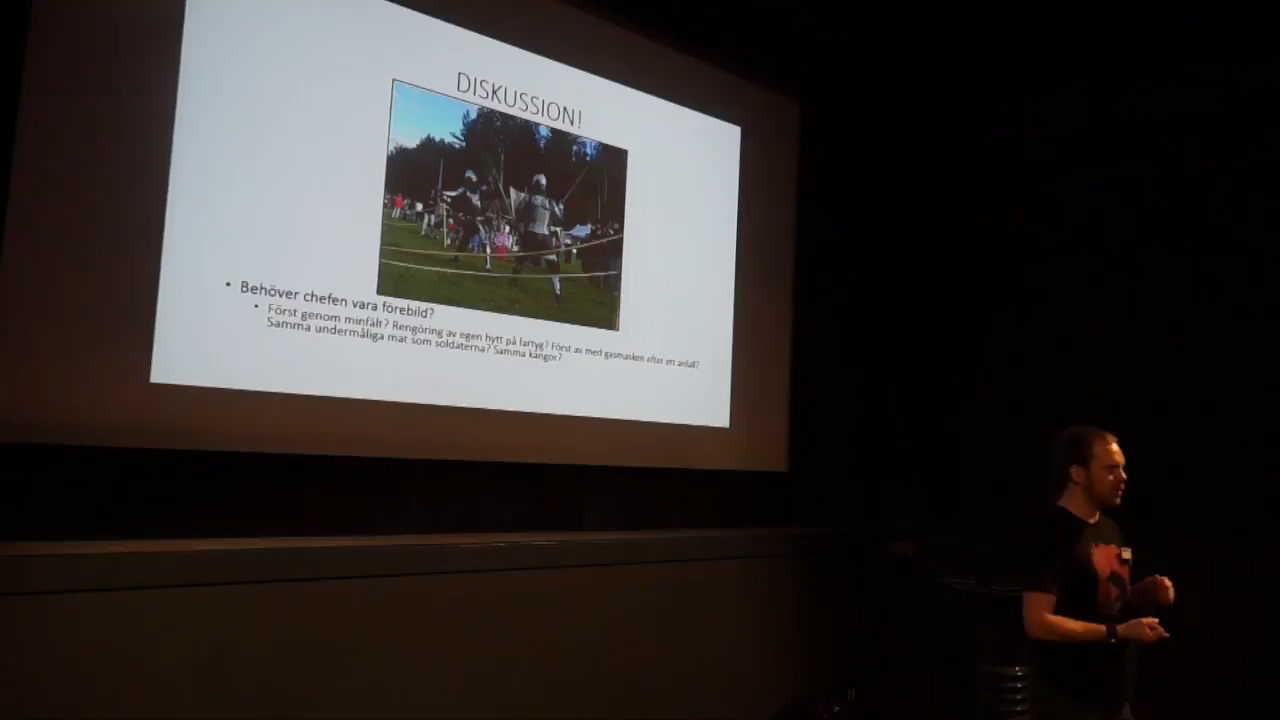 DISKUSSION!
Behöver chefen vara förebild?
Först genom minfält? Rengöring av egen hytt på fartyg? Först av med gasmasken efter ett anfall?
Samma undermåliga mat som soldaterna? Samma kängor?